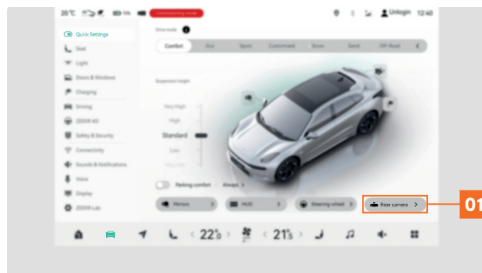 20°C
Unlogin 12:40
Drive mode
Quick Settings
Comfort Eco Sport Customised Snow Sand Off-Road
Seat
Light
Doors & Windows
Suspension height
Charging
Driving
Very High
ZEEKR AD
High
Safety & Security
Standard
Connectivity
Low
Sounds & Notifications
Voice
Parking comfort Always >
Display
ZEEKR Lab
Mirrors > HUD > Steering wheel > Rear camera >
01
< 22°5 > < 21°5 >